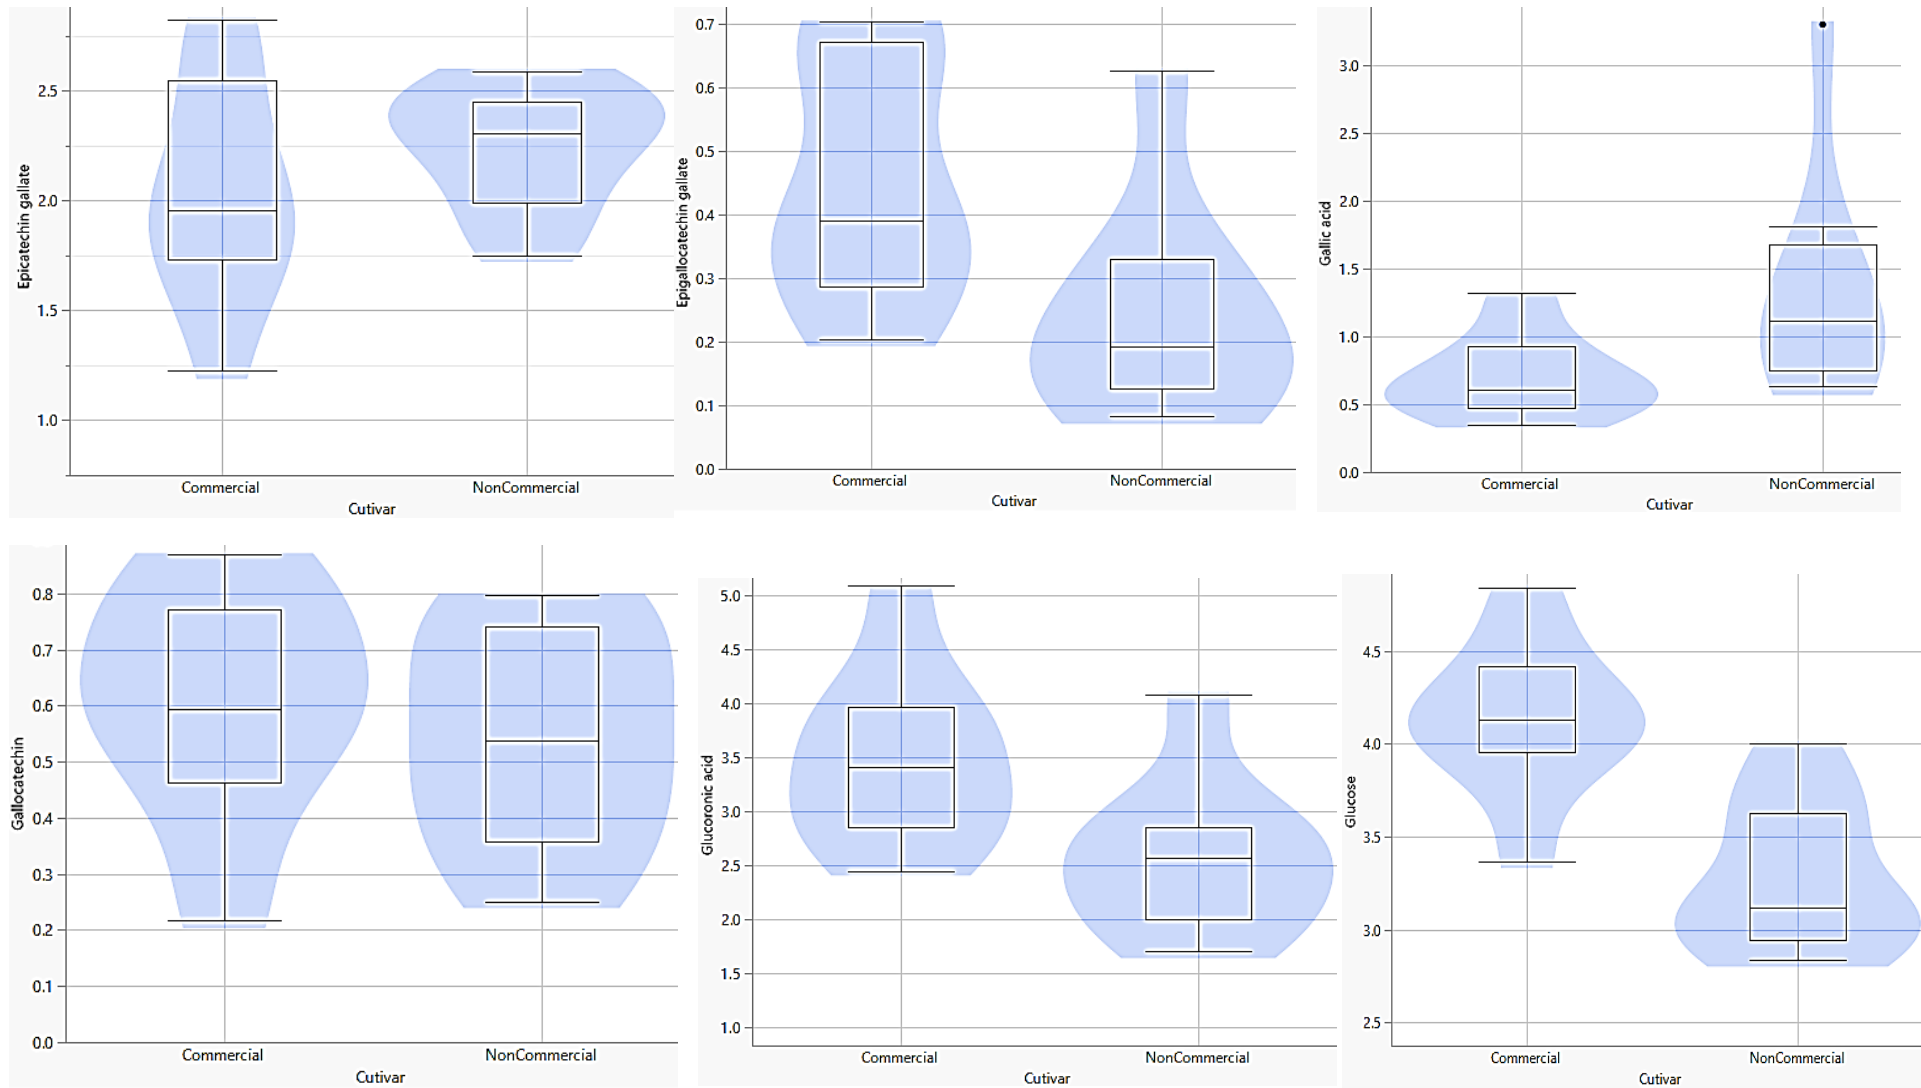 Epicatechin gallate
2.5
2.0
1.5
1.0
Commercial
NonCommercial
Cutivar
Epigallocatechin gallate
0.7
0.6
0.5
0.4
0.3
0.2
0.1
0.0
Commercial
NonCommercial
Cutivar
Gallic acid
3.0
2.5
2.0
1.5
1.0
0.5
0.0
Commercial
NonCommercial
Cutivar
Gallocatechin
0.8
0.7
0.6
0.5
0.4
0.3
0.2
0.1
0.0
Commercial
NonCommercial
Cutivar
Glucoronic acid
5.0
4.5
4.0
3.5
3.0
2.5
2.0
1.5
1.0
Commercial
NonCommercial
Cutivar
Glucose
4.5
4.0
3.5
3.0
2.5
Commercial
NonCommercial
Cutivar